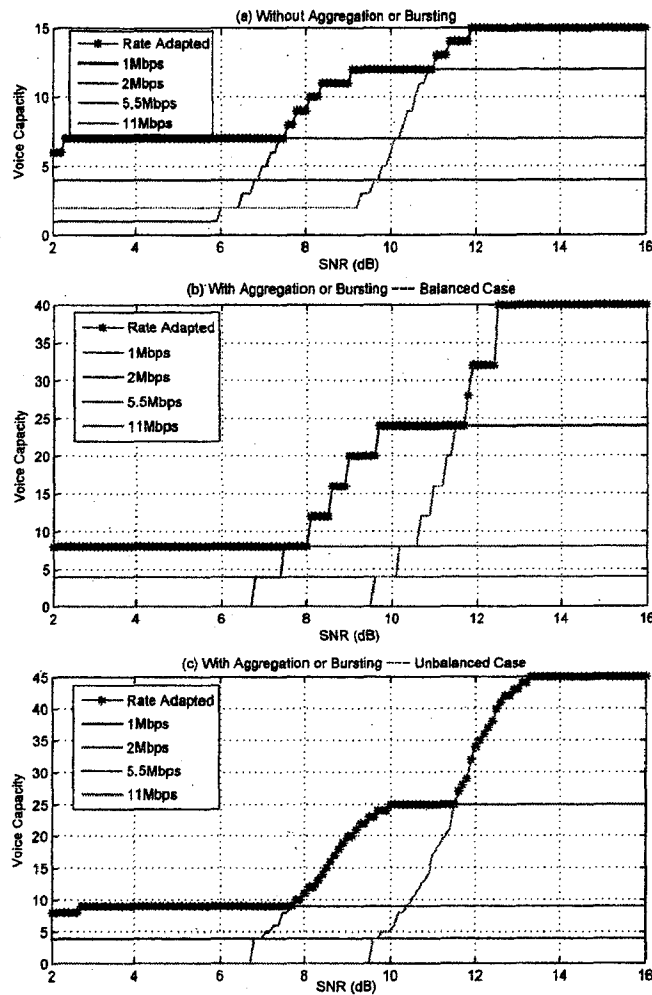 (a) Without Aggregation or Bursting
15
10
5
0
Voice Capacity
Rate Adapted
1Mbps
2Mbps
5.5Mbps
11Mbps
2 4 6 8 10 12 14 16
SNR (dB)
(b) With Aggregation or Bursting --- Balanced Case
40
35
30
25
20
15
10
5
0
Voice Capacity
Rate Adapted
1Mbps
2Mbps
5.5Mbps
11Mbps
2 4 6 8 10 12 14 16
SNR (dB)
(c) With Aggregation or Bursting --- Unbalanced Case
45
40
35
30
25
20
15
10
5
0
Voice Capacity
Rate Adapted
1Mbps
2Mbps
5.5Mbps
11Mbps
2 4 6 8 10 12 14 16
SNR (dB)